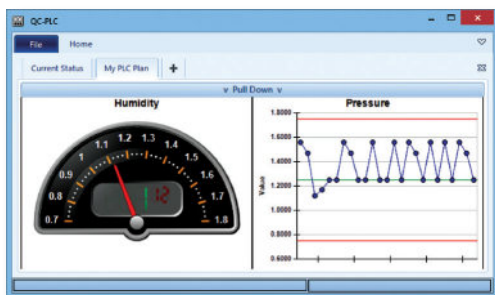 QC-PLC
File Home
Current Status My PLC Plan +
v Pull Down v
Humidity
0.7
0.8
0.9
1
1.1
1.2
1.3
1.4
1.5
1.6
1.7
1.8
Pressure
Value
1.8000
1.6000
1.4000
1.2000
1.0000
0.8000
0.6000